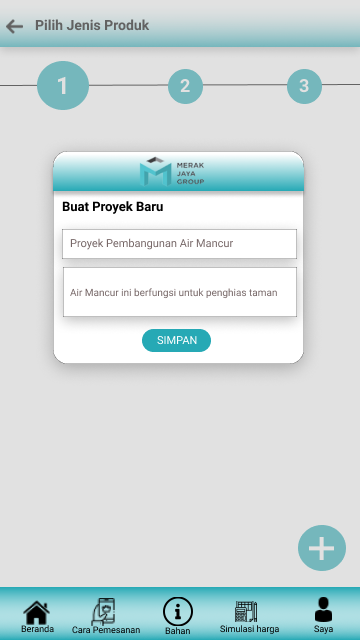 Pilih Jenis Produk
1
2
3
MERAK
JAYA
GROUP
Buat Proyek Baru
Proyek Pembangunan Air Mancur
Air Mancur ini berfungsi untuk penghias taman
SIMPAN
Beranda
Cara Pemesanan
Bahan
Simulasi harga
Saya